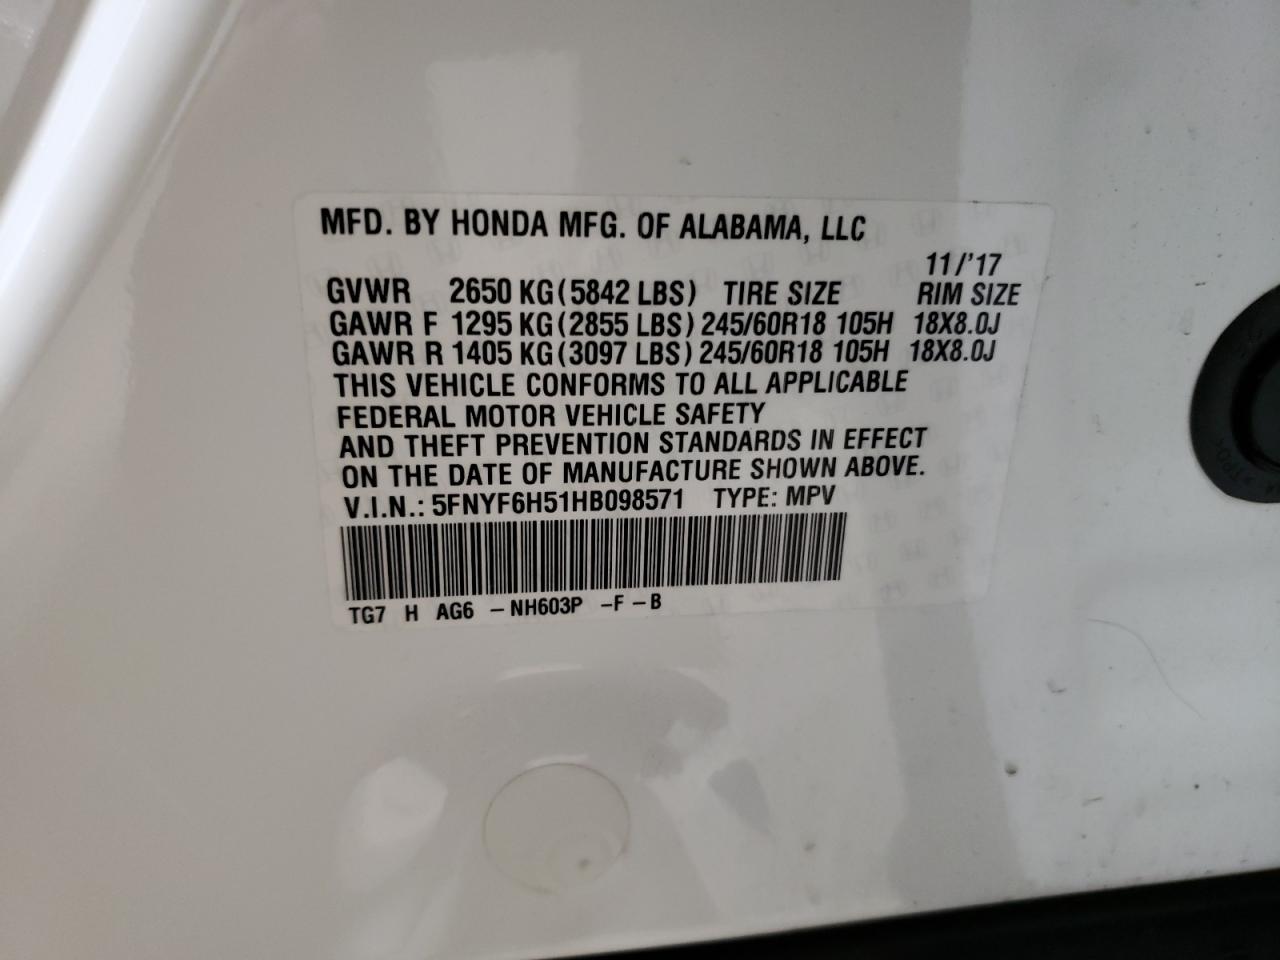 MFD. BY HONDA MFG. OF ALABAMA, LLC
11/'17
GVWR 2650 KG(5842 LBS) TIRE SIZE RIM SIZE
GAWR F 1295 KG(2855 LBS) 245/60R18 105H 18X8.0J
GAWR R 1405 KG(3097 LBS) 245/60R18 105H 18X8.0J
THIS VEHICLE CONFORMS TO ALL APPLICABLE
FEDERAL MOTOR VEHICLE SAFETY
AND THEFT PREVENTION STANDARDS IN EFFECT
ON THE DATE OF MANUFACTURE SHOWN ABOVE.
V.I.N.: 5FNYF6H51HB098571 TYPE: MPV
TG7 H AG6 -NH603P -F-B